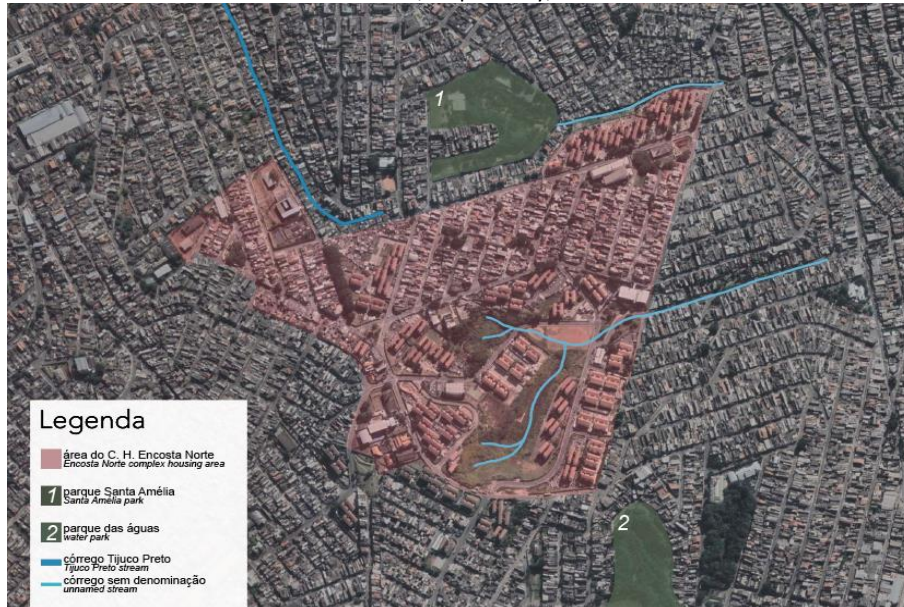 1
2
Legenda
área do C. H. Encosta Norte
Encosta Norte complex housing area
1 parque Santa Amélia
Santa Amélia park
2 parque das águas
water park
córrego Tijuco Preto
Tijuco Preto stream
córrego sem denominação
unnamed stream